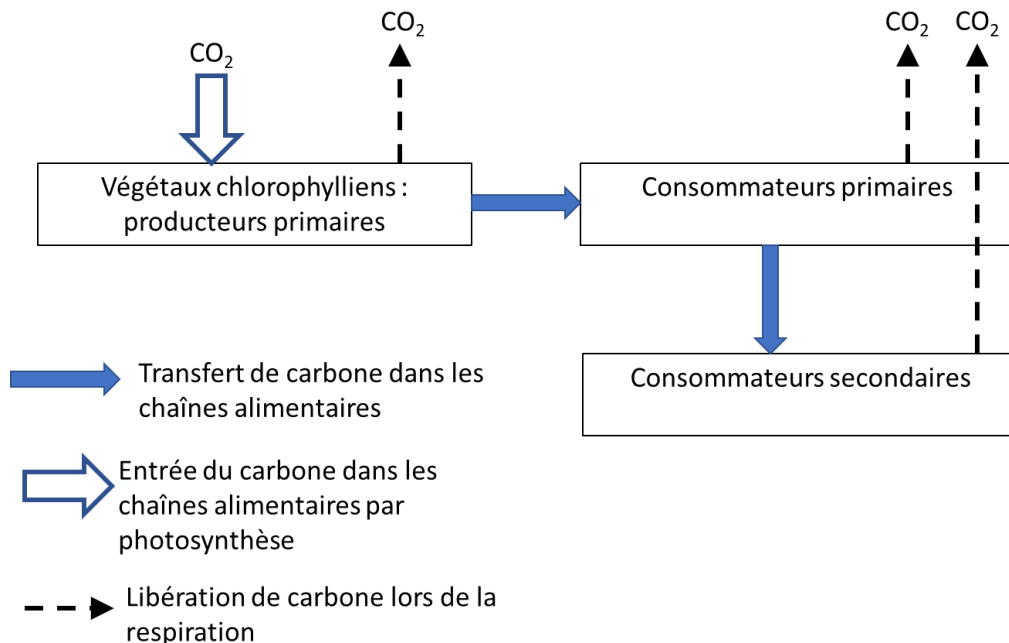 CO₂
CO₂
CO₂
CO₂
Végétaux chlorophylliens :
producteurs primaires
Consommateurs primaires
Consommateurs secondaires
Transfert de carbone dans les
chaînes alimentaires
Entrée du carbone dans les
chaînes alimentaires par
photosynthèse
Libération de carbone lors de la
respiration